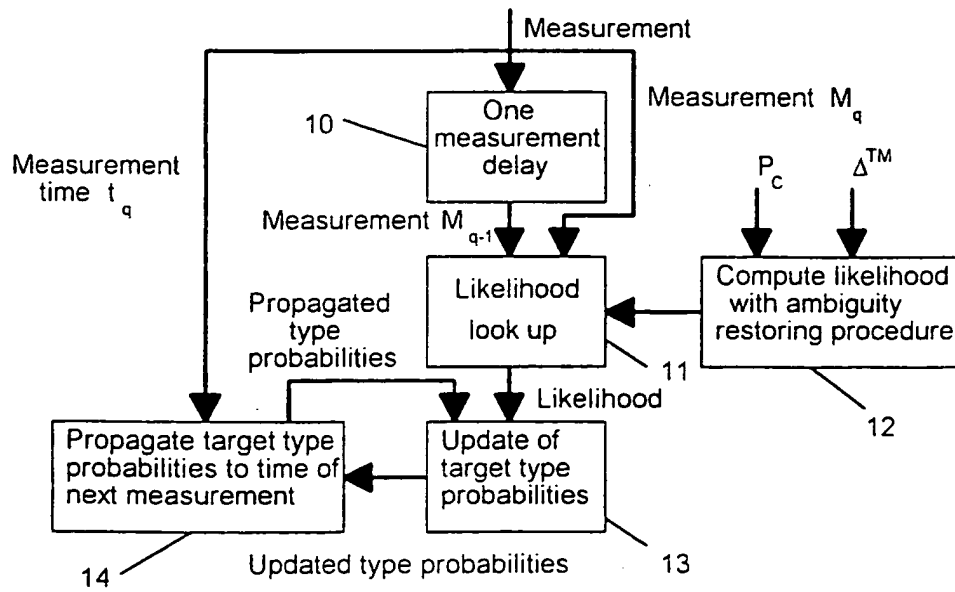 Measurement
Measurement M_q
10
One
measurement
delay
Measurement
time t_q
P_C
Δ^TM
Measurement M_q-1
Likelihood
look up
Compute likelihood
with ambiguity
restoring procedure
Propagated
type
probabilities
11
12
Likelihood
Propagate target type
probabilities to time of
next measurement
Update of
target type
probabilities
14
Updated type probabilities
13